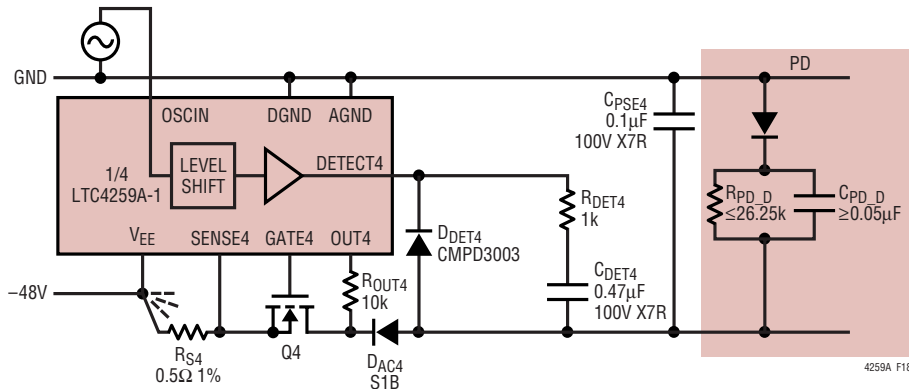 GND
PD
OSCIN
DGND
AGND
CPSE4
0.1µF
100V X7R
1/4
LTC4259A-1
LEVEL
SHIFT
DETECT4
RDET4
1k
RPD_D
≤26.25k
CPD_D
≥0.05µF
VEE
SENSE4
GATE4
OUT4
DDET4
CMPD3003
–48V
ROUT4
10k
CDET4
0.47µF
100V X7R
RS4
0.5Ω 1%
Q4
DAC4
S1B
4259A F18